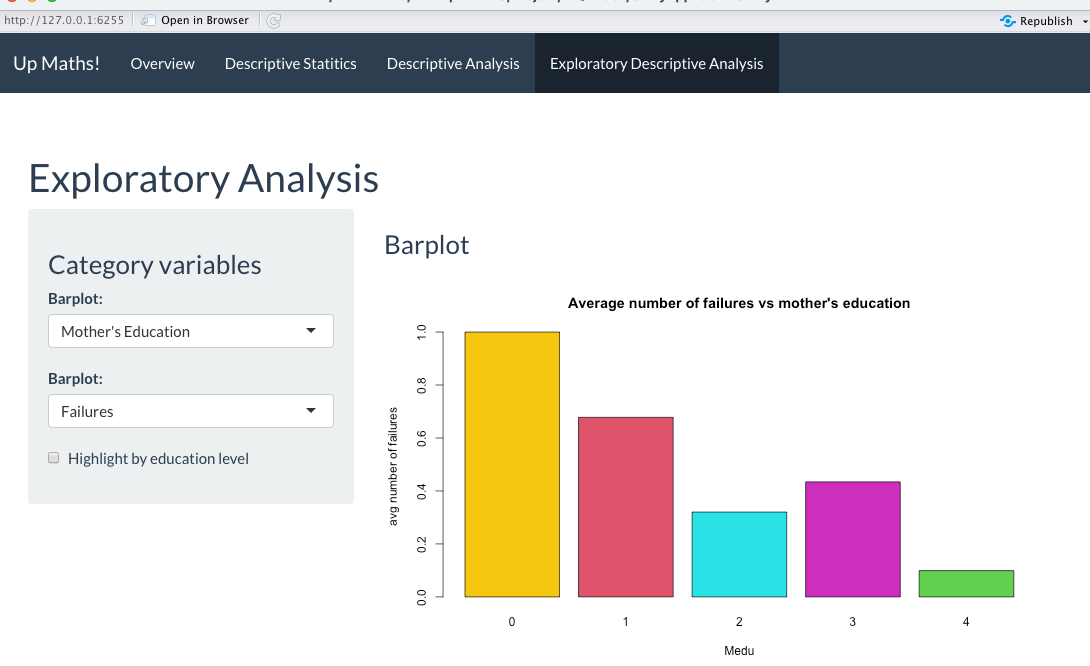 http://127.0.0.1:6255 Open in Browser Republish
Up Maths! Overview Descriptive Statitics Descriptive Analysis Exploratory Descriptive Analysis
Exploratory Analysis
Category variables
Barplot:
Mother's Education
Barplot:
Failures
Highlight by education level
Barplot
Average number of failures vs mother's education
avg number of failures
1.0
0.8
0.6
0.4
0.2
0.0
0 1 2 3 4
Medu